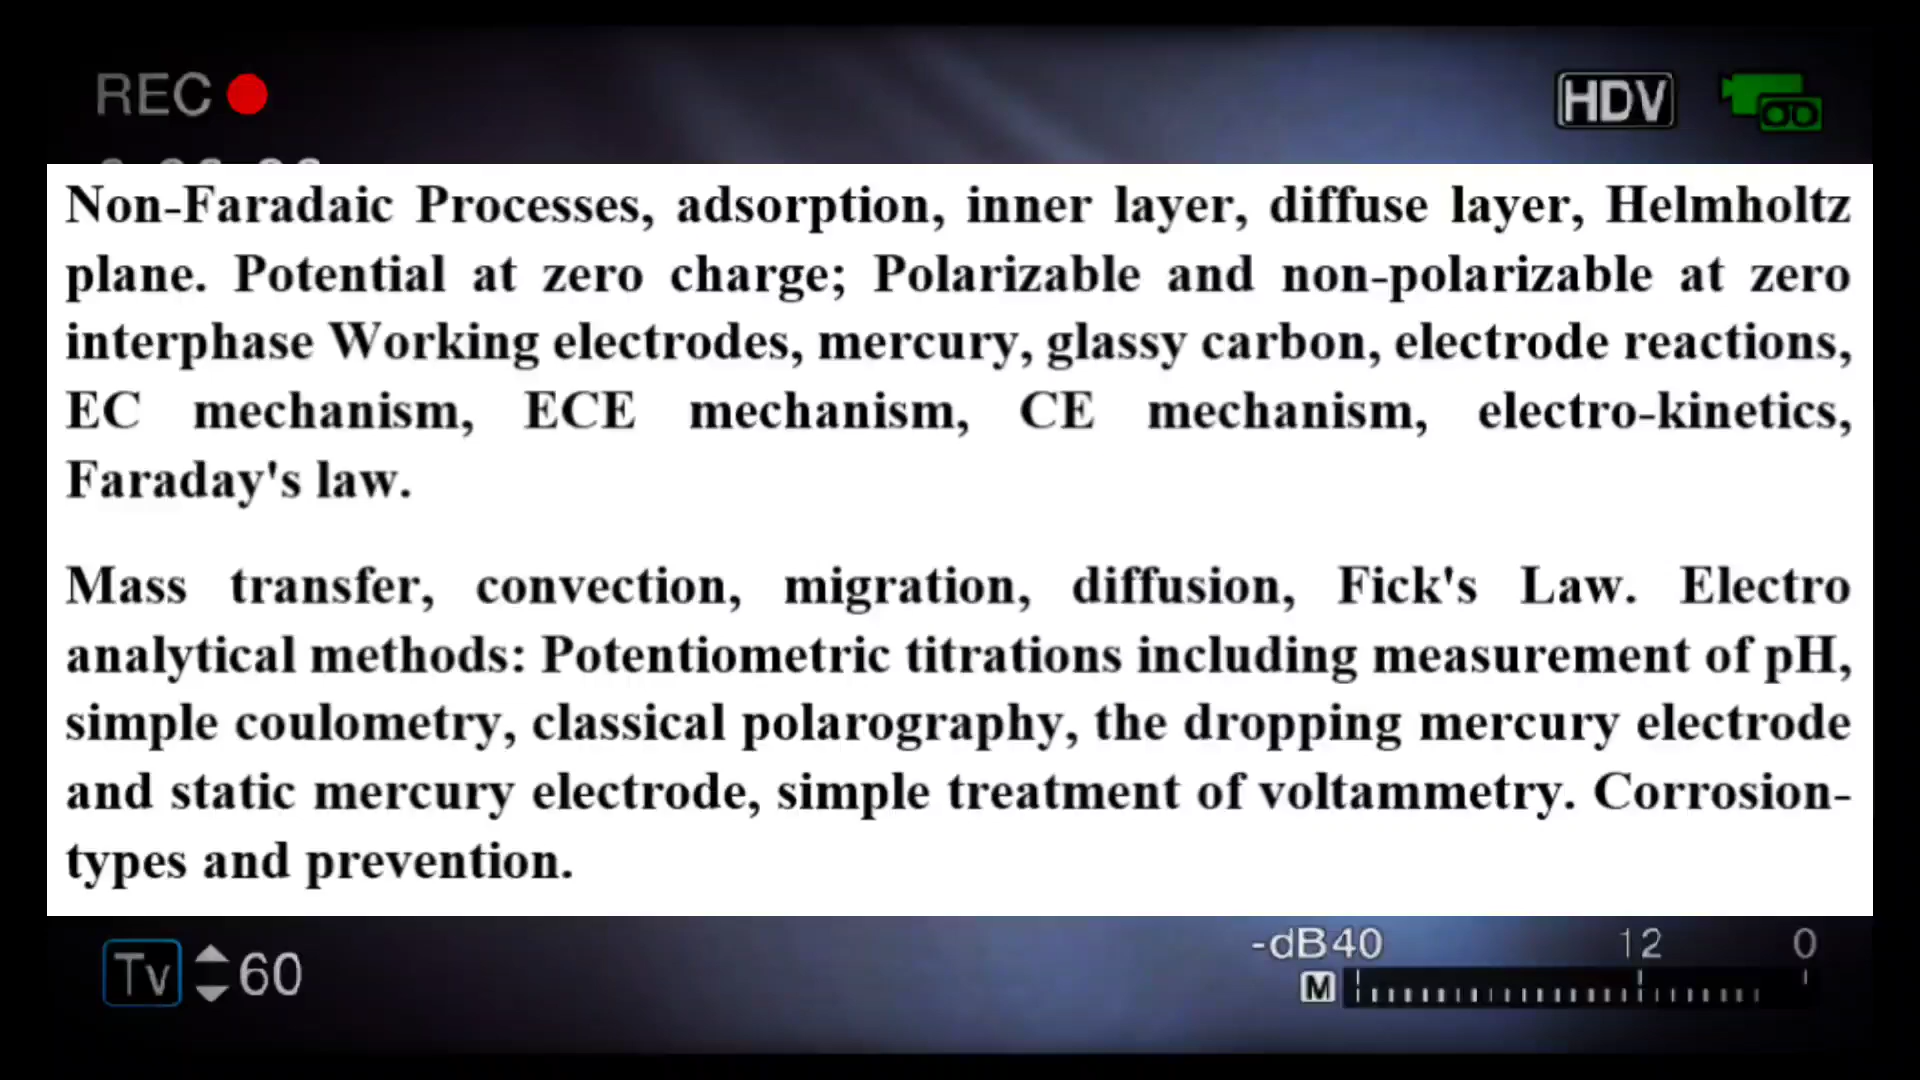 REC
HDV
Non-Faradaic Processes, adsorption, inner layer, diffuse layer, Helmholtz
plane. Potential at zero charge; Polarizable and non-polarizable at zero
interphase Working electrodes, mercury, glassy carbon, electrode reactions,
EC mechanism, ECE mechanism, CE mechanism, electro-kinetics,
Faraday's law.
Mass transfer, convection, migration, diffusion, Fick's Law. Electro
analytical methods: Potentiometric titrations including measurement of pH,
simple coulometry, classical polarography, the dropping mercury electrode
and static mercury electrode, simple treatment of voltammetry. Corrosion-
types and prevention.
Tv 60
-dB40 12 0
M